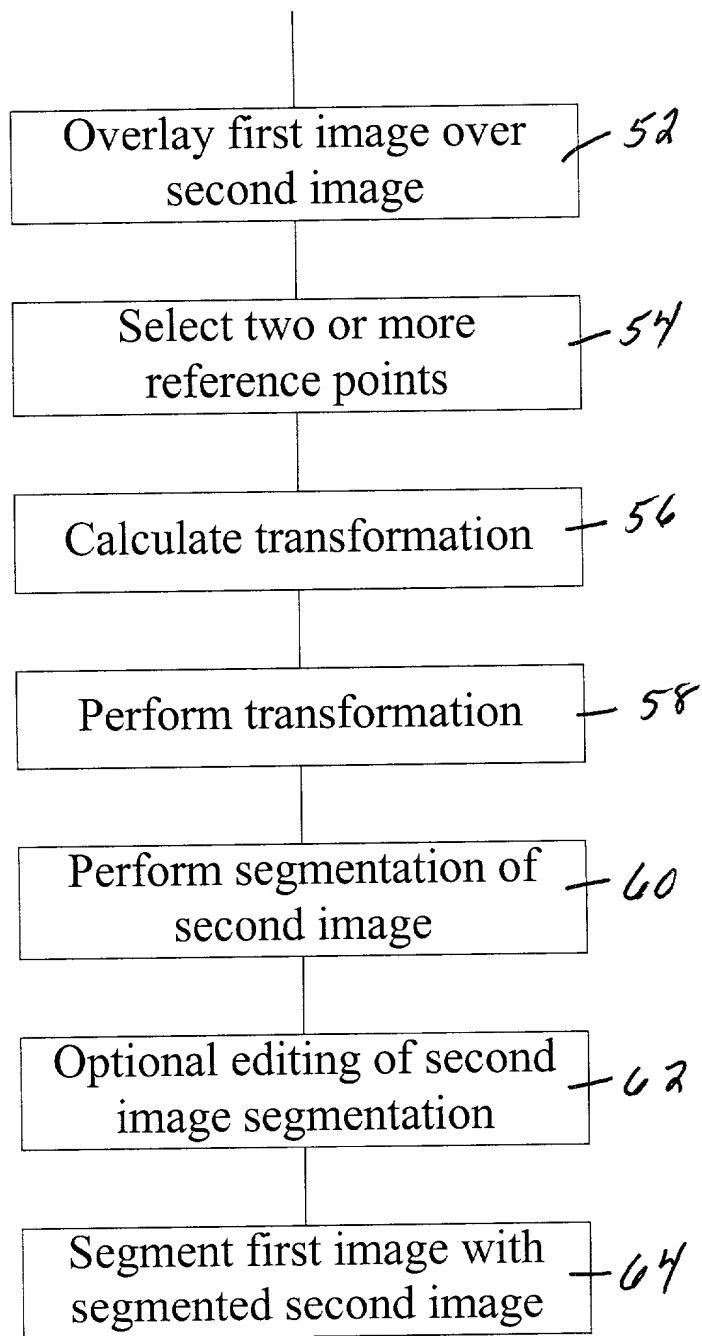 Overlay first image over
second image
52
Select two or more
reference points
54
Calculate transformation
56
Perform transformation
58
Perform segmentation of
second image
60
Optional editing of second
image segmentation
62
Segment first image with
segmented second image
64